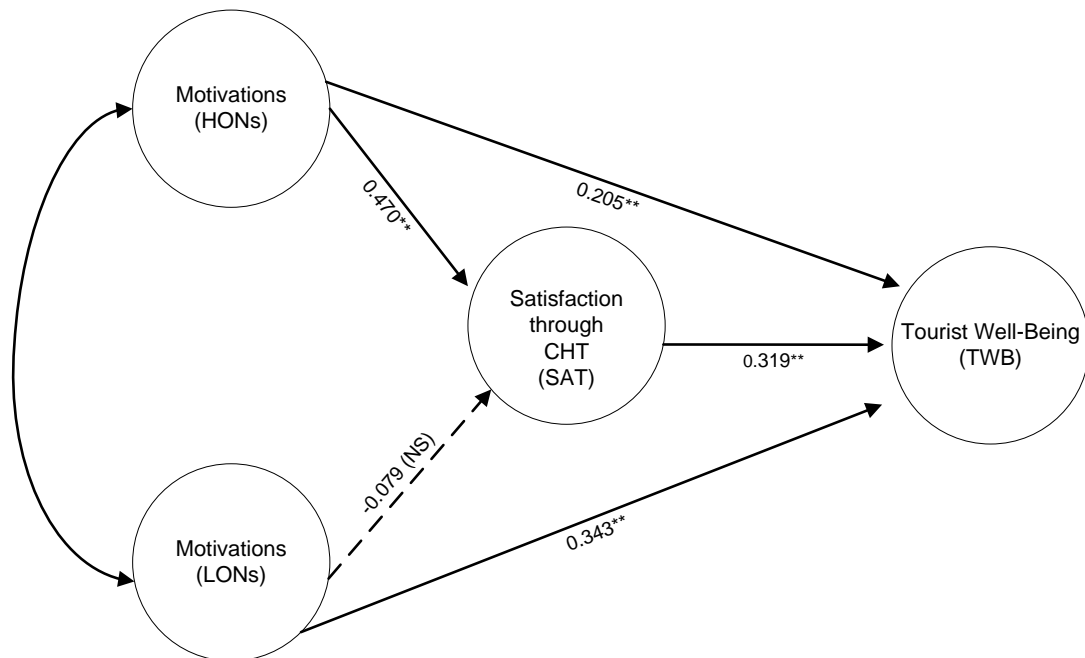 Motivations
(HONs)
0.470**
0.205**
Satisfaction
through
CHT
(SAT)
0.319**
Tourist Well-Being
(TWB)
-0.079 (NS)
0.343**
Motivations
(LONs)